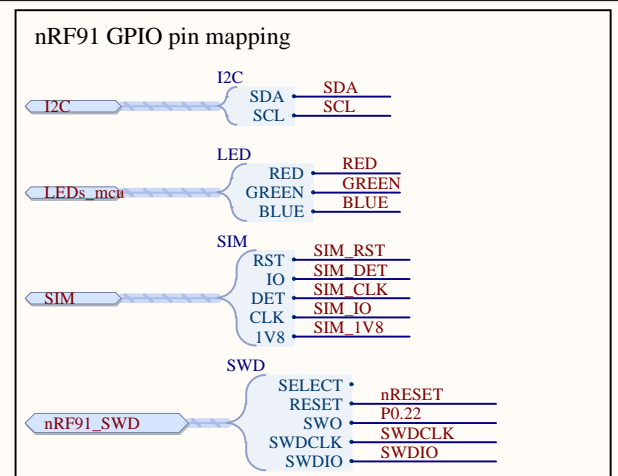 nRF91 GPIO pin mapping
I2C
I2C
SDA SDA
SCL SCL
LED
LEDs_mcu
RED RED
GREEN GREEN
BLUE BLUE
SIM
SIM
RST SIM_RST
IO SIM_DET
DET SIM_CLK
CLK SIM_IO
1V8 SIM_1V8
SWD
nRF91_SWD
SELECT
RESET nRESET
SWO P0.22
SWDCLK SWDCLK
SWDIO SWDIO